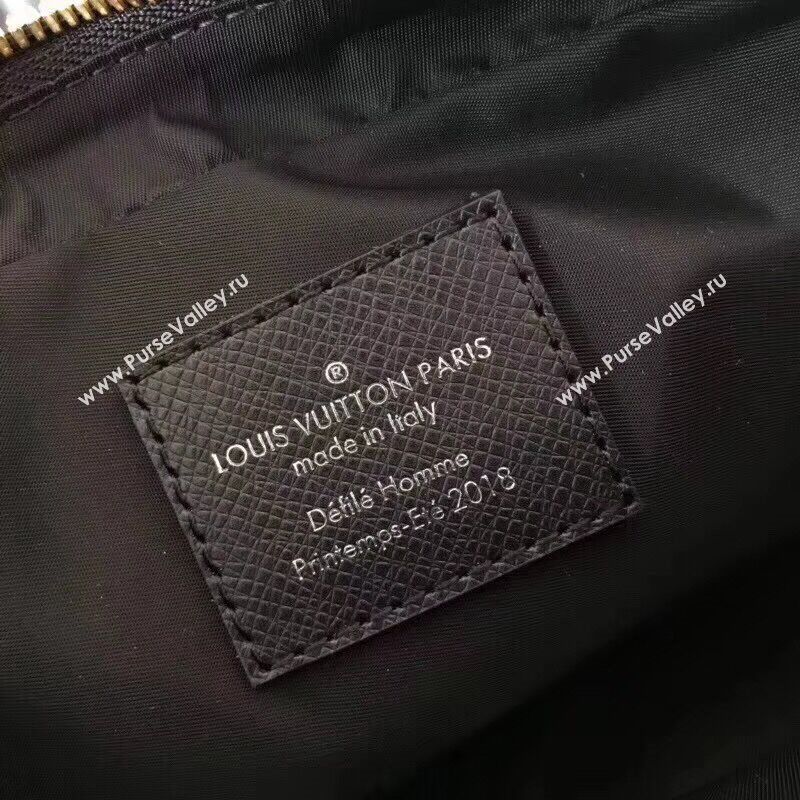 ®
LOUIS VUITTON PARIS
made in Italy
Défilé Homme
Printemps-Eté 2018
www.PurseValley.ru
www.PurseValley.ru